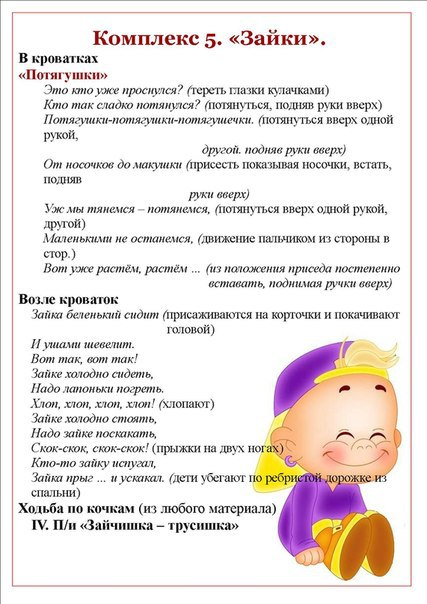 Комплекс 5. «Зайки».
В кроватках
«Потягушки»
Это кто уже проснулся? (тереть глазки кулачками)
Кто так сладко потянулся? (потянуться, подняв руки вверх)
Потягушки-потягушки-потягушечки. (потянуться вверх одной
рукой,
другой. подняв руки вверх)
От носочков до макушки (присесть показывая носочки, встать,
подняв
руки вверх)
Уж мы тянемся – потянемся, (потянуться вверх одной рукой,
другой)
Маленькими не останемся, (движение пальчиком из стороны в
стор.)
Вот уже растём, растём ... (из положения приседа постепенно
вставать, поднимая ручки вверх)
Возле кроваток
Зайка беленький сидит (присаживаются на корточки и покачивают
головой)
И ушами шевелит.
Вот так, вот так!
Зайке холодно сидеть,
Надо лапоньки погреть.
Хлоп, хлоп, хлоп, хлоп! (хлопают)
Зайке холодно стоять,
Надо зайке поскакать,
Скок-скок, скок-скок! (прыжки на двух ногах)
Кто-то зайку испугал,
Зайка прыг ... и ускакал. (дети убегают по ребристой дорожке из
спальни)
Ходьба по кочкам (из любого материала)
IV. П/и «Зайчишка – трусишка»